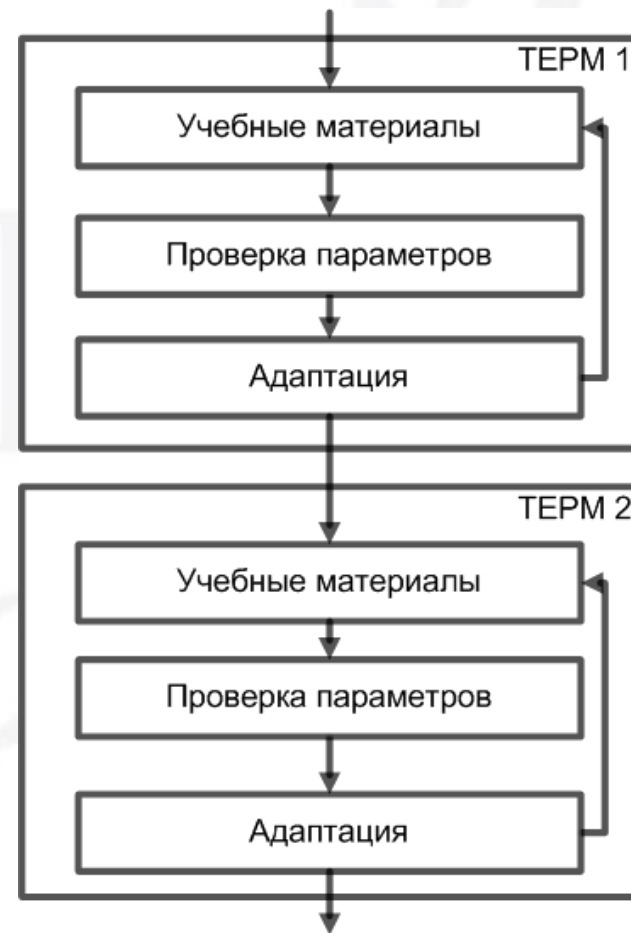 ТЕРМ 1
Учебные материалы
Проверка параметров
Адаптация
ТЕРМ 2
Учебные материалы
Проверка параметров
Адаптация